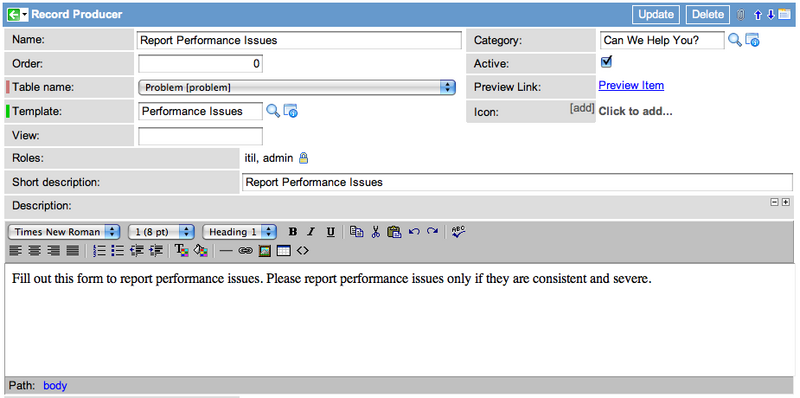 Record Producer Update Delete
Name: Report Performance Issues Category: Can We Help You?
Order: 0 Active:
Table name: Problem [problem] Preview Link: Preview Item
Template: Performance Issues Icon: [add] Click to add...
View:
Roles: itil, admin
Short description: Report Performance Issues
Description:
Times New Roman 1 (8 pt) Heading 1 B I U ABC
Fill out this form to report performance issues. Please report performance issues only if they are consistent and severe.
Path: body